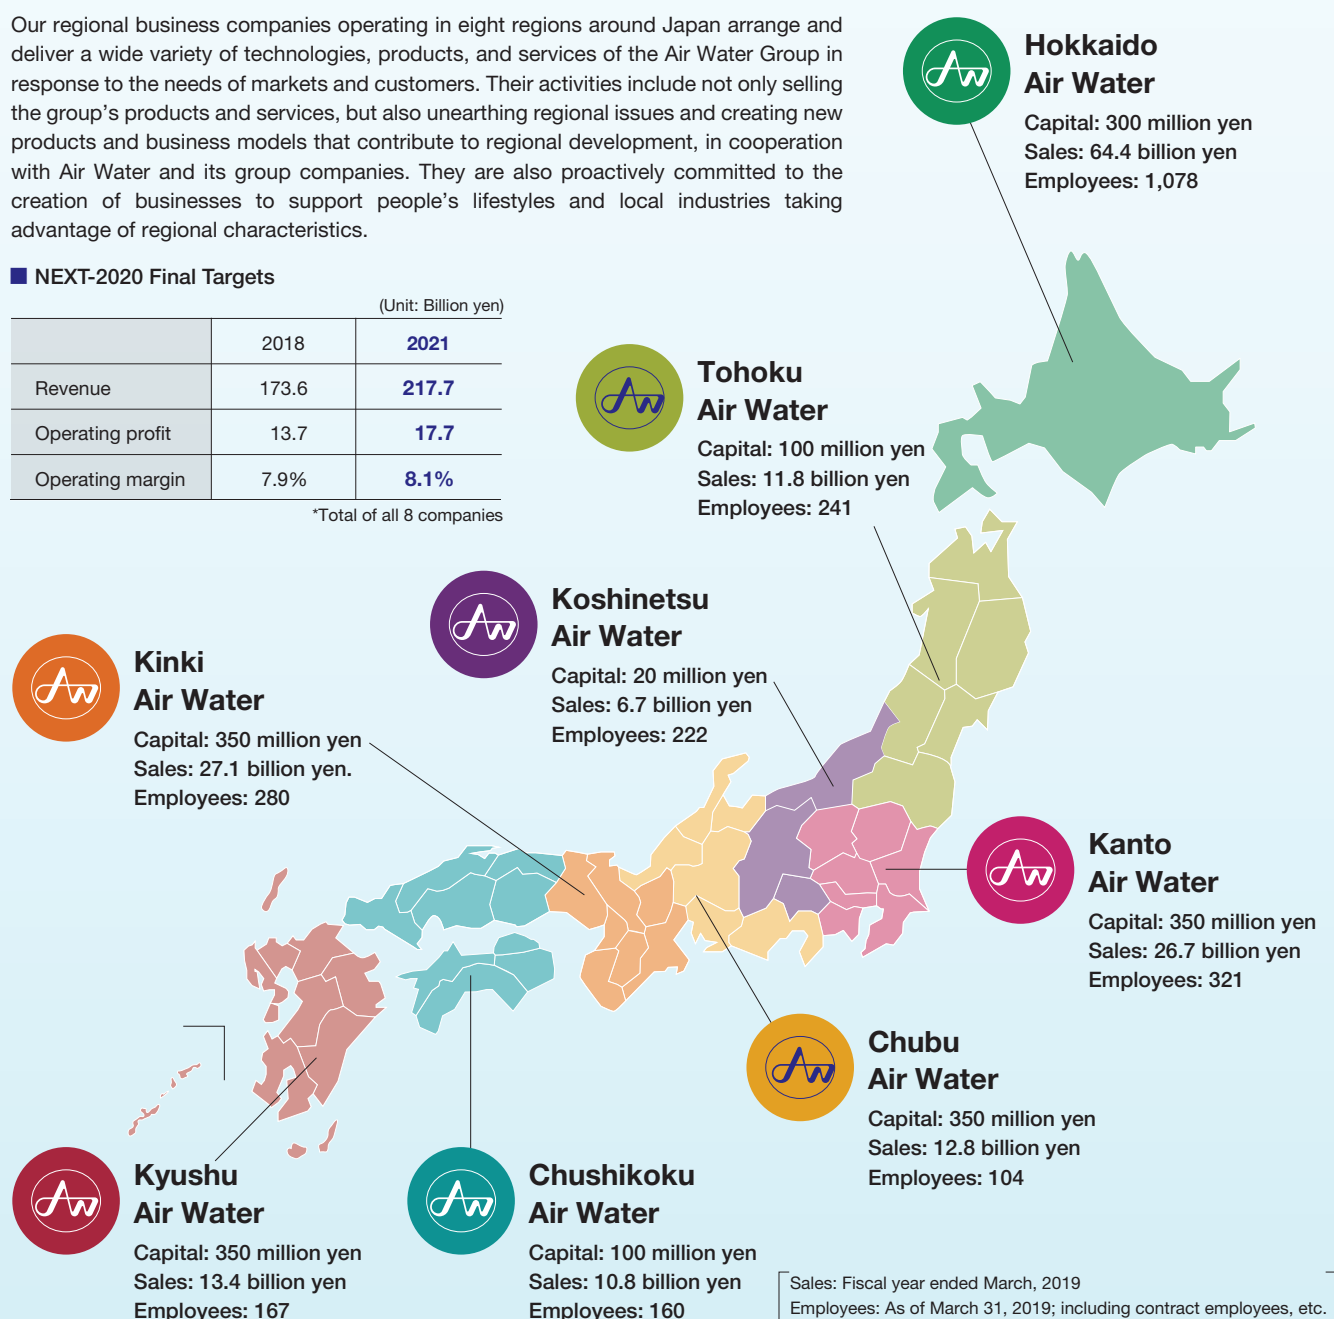 Our regional business companies operating in eight regions around Japan arrange and
deliver a wide variety of technologies, products, and services of the Air Water Group in
response to the needs of markets and customers. Their activities include not only selling
the group's products and services, but also unearthing regional issues and creating new
products and business models that contribute to regional development, in cooperation
with Air Water and its group companies. They are also proactively committed to the
creation of businesses to support people's lifestyles and local industries taking
advantage of regional characteristics.
Hokkaido
Air Water
Capital: 300 million yen
Sales: 64.4 billion yen
Employees: 1,078
NEXT-2020 Final Targets
(Unit: Billion yen)
2018 2021
Revenue 173.6 217.7
Operating profit 13.7 17.7
Operating margin 7.9% 8.1%
*Total of all 8 companies
Tohoku
Air Water
Capital: 100 million yen
Sales: 11.8 billion yen
Employees: 241
Koshinetsu
Air Water
Capital: 20 million yen
Sales: 6.7 billion yen
Employees: 222
Kinki
Air Water
Capital: 350 million yen
Sales: 27.1 billion yen.
Employees: 280
Kanto
Air Water
Capital: 350 million yen
Sales: 26.7 billion yen
Employees: 321
Chubu
Air Water
Capital: 350 million yen
Sales: 12.8 billion yen
Employees: 104
Kyushu
Air Water
Capital: 350 million yen
Sales: 13.4 billion yen
Employees: 167
Chushikoku
Air Water
Capital: 100 million yen
Sales: 10.8 billion yen
Employees: 160
Sales: Fiscal year ended March, 2019
Employees: As of March 31, 2019; including contract employees, etc.